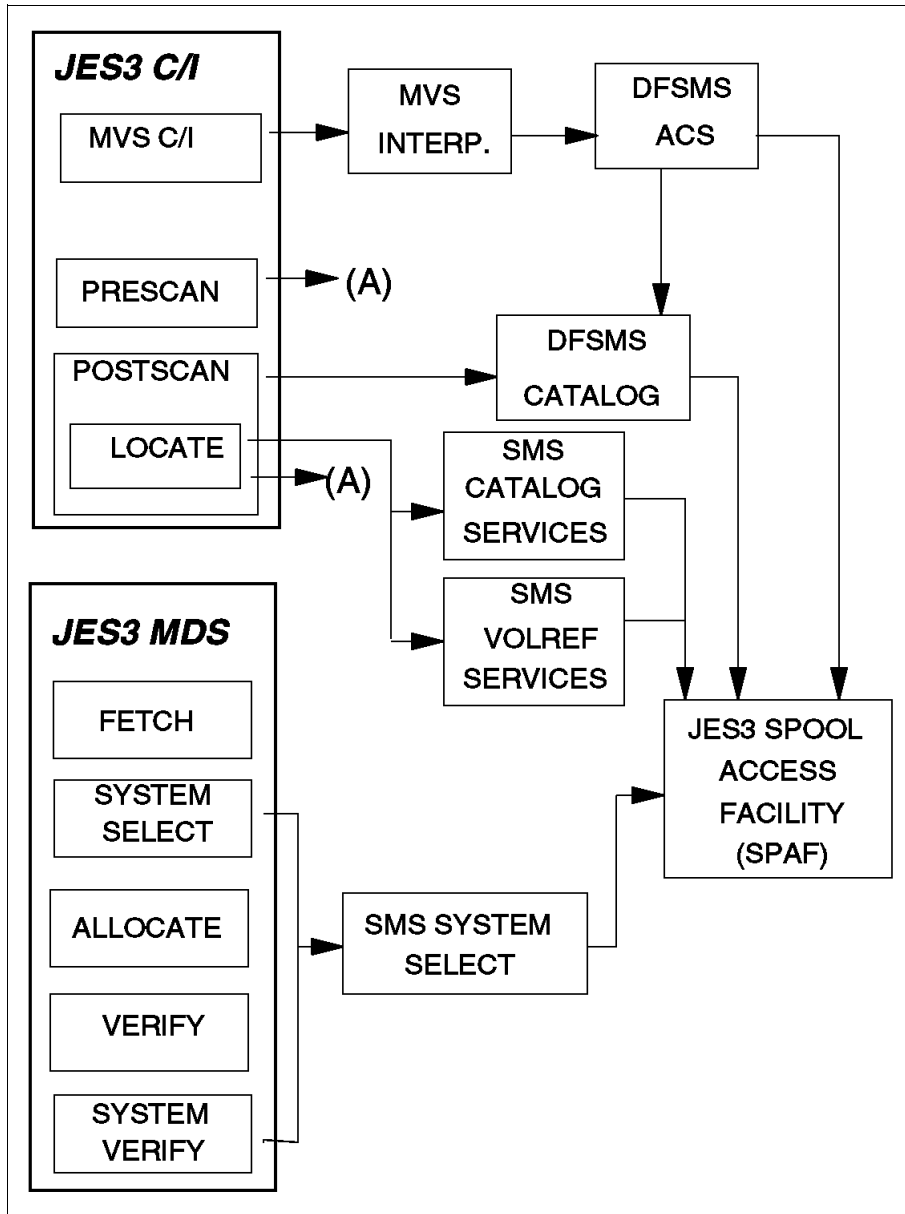 JES3 C/I
MVS C/I
MVS
INTERP.
DFSMS
ACS
PRESCAN
(A)
POSTSCAN
LOCATE
(A)
DFSMS
CATALOG
SMS
CATALOG
SERVICES
SMS
VOLREF
SERVICES
JES3 MDS
FETCH
SYSTEM
SELECT
ALLOCATE
VERIFY
SYSTEM
VERIFY
SMS SYSTEM
SELECT
JES3 SPOOL
ACCESS
FACILITY
(SPAF)